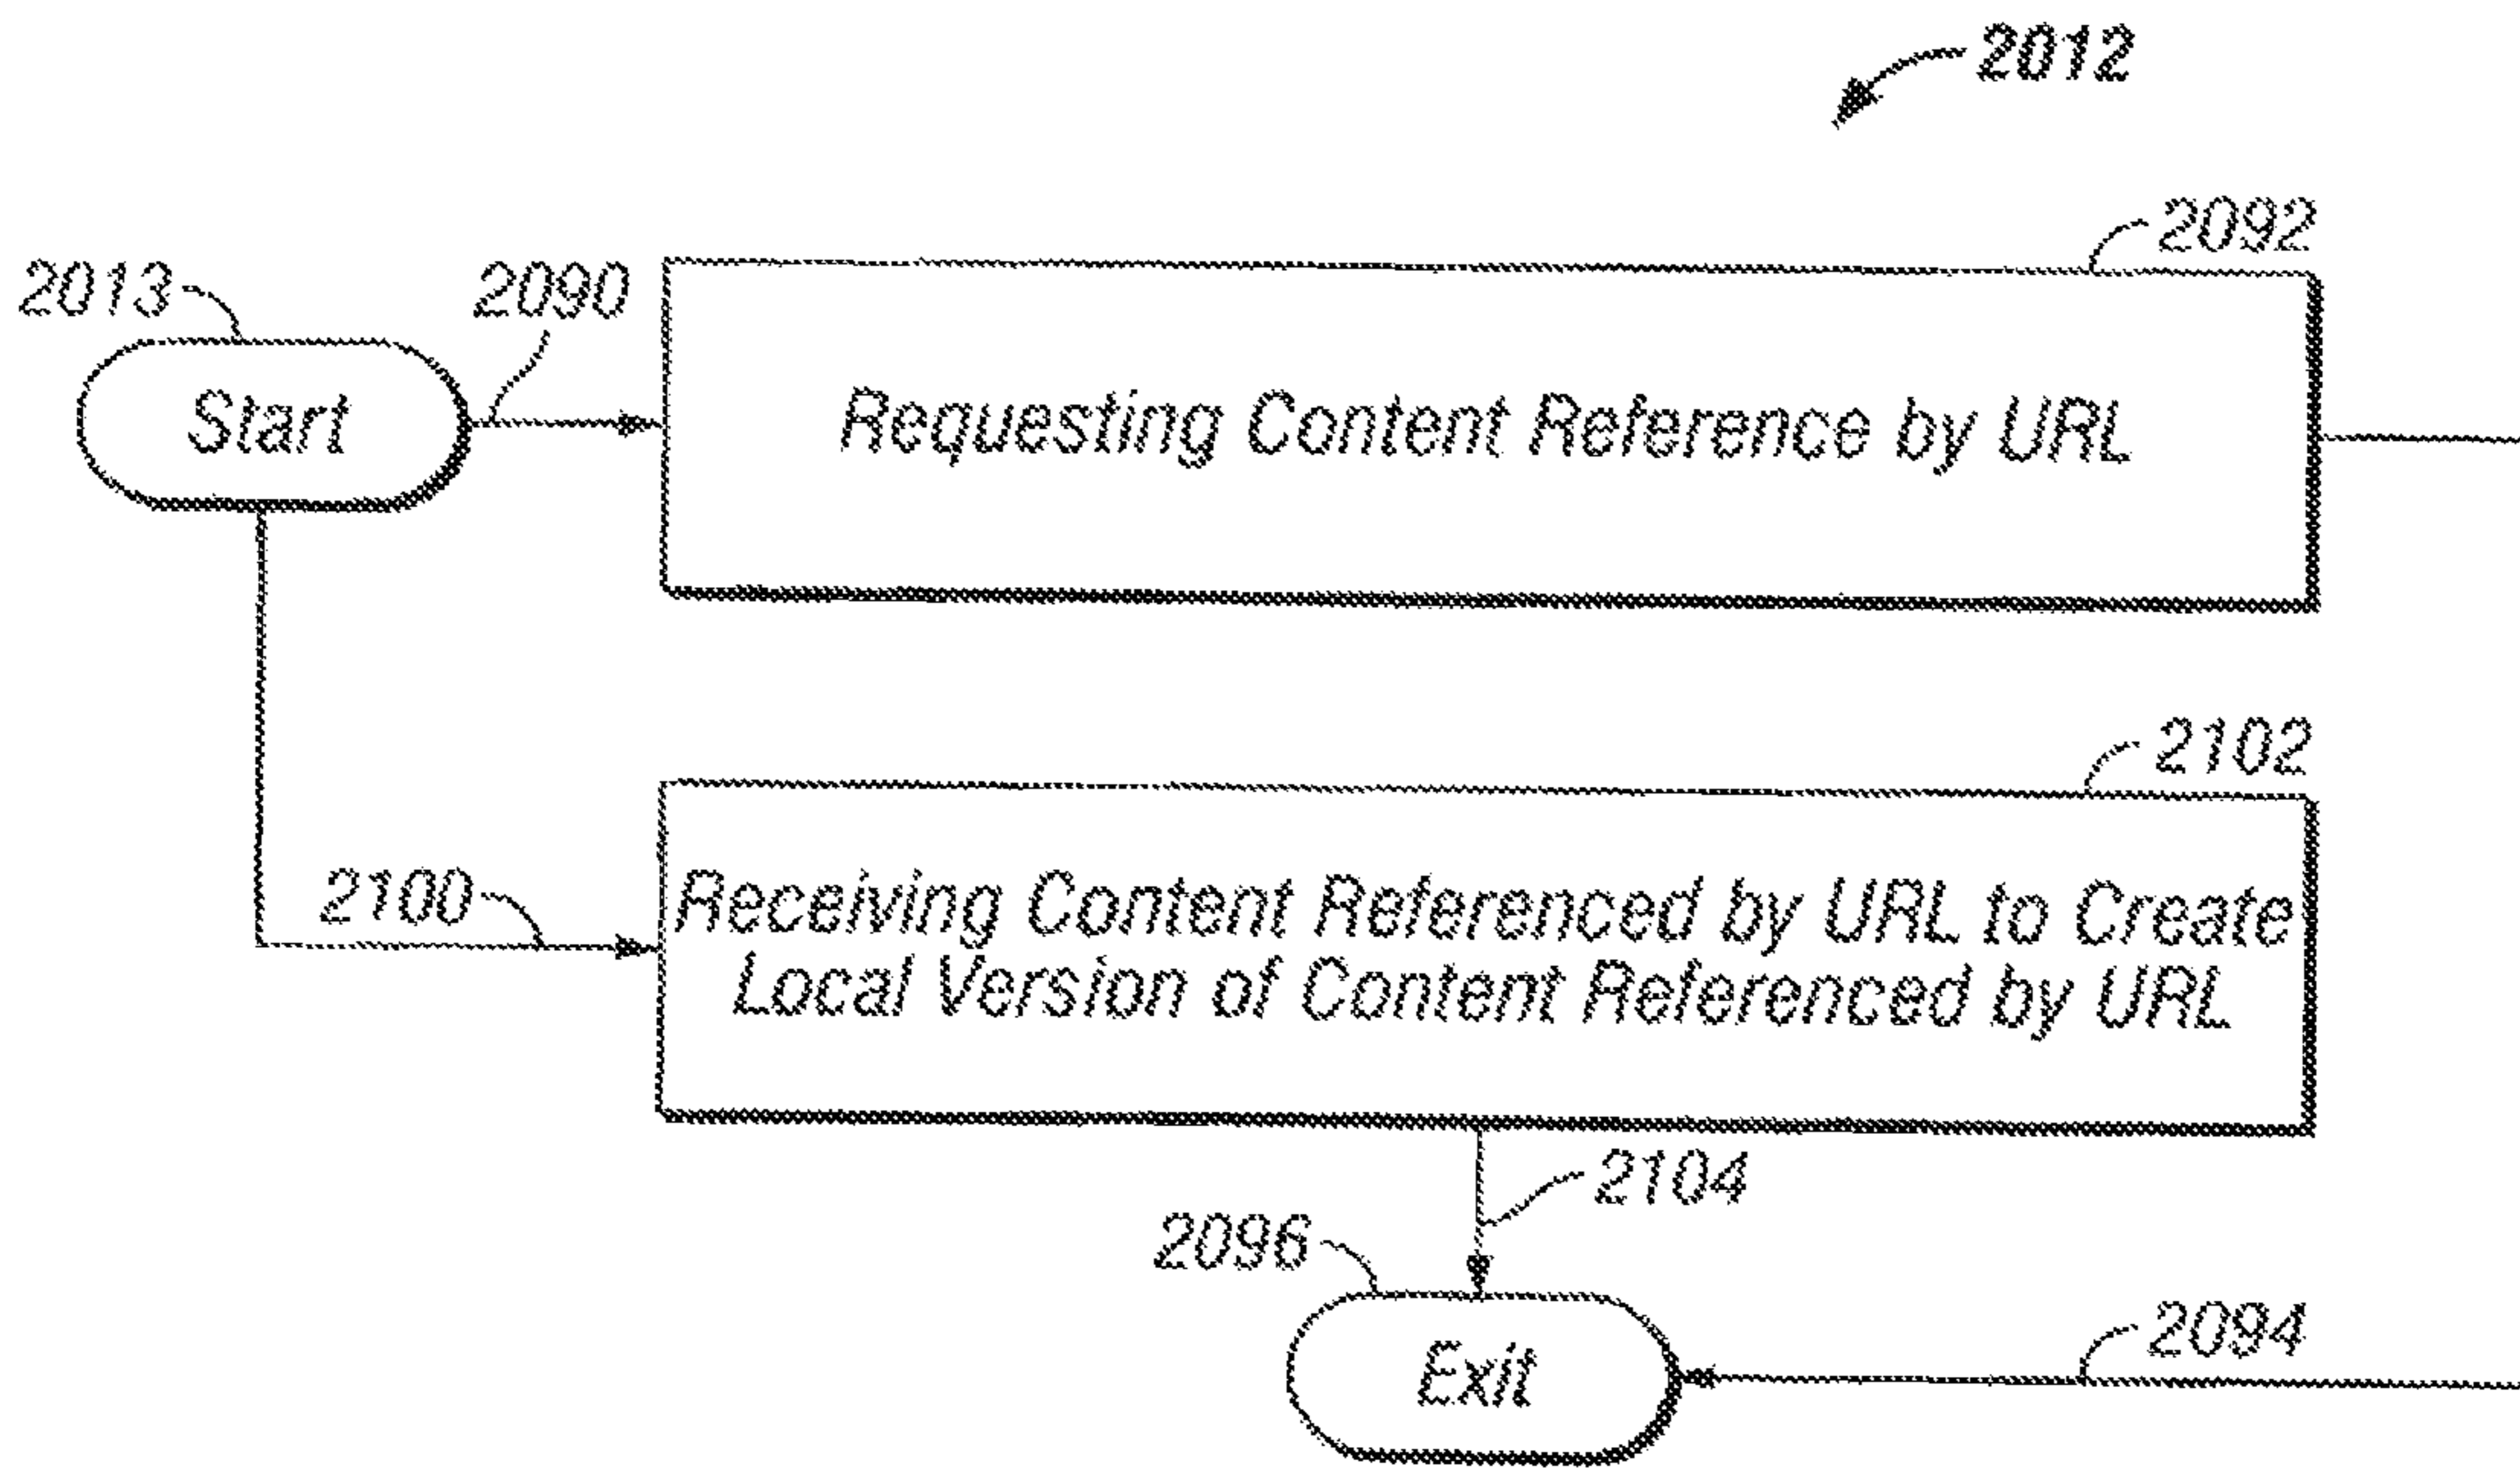 2012
2092
2013
2090
Start
Requesting Content Reference by URL
2102
2100
Receiving Content Referenced by URL to Create
Local Version of Content Referenced by URL
2104
2096
2094
Exit